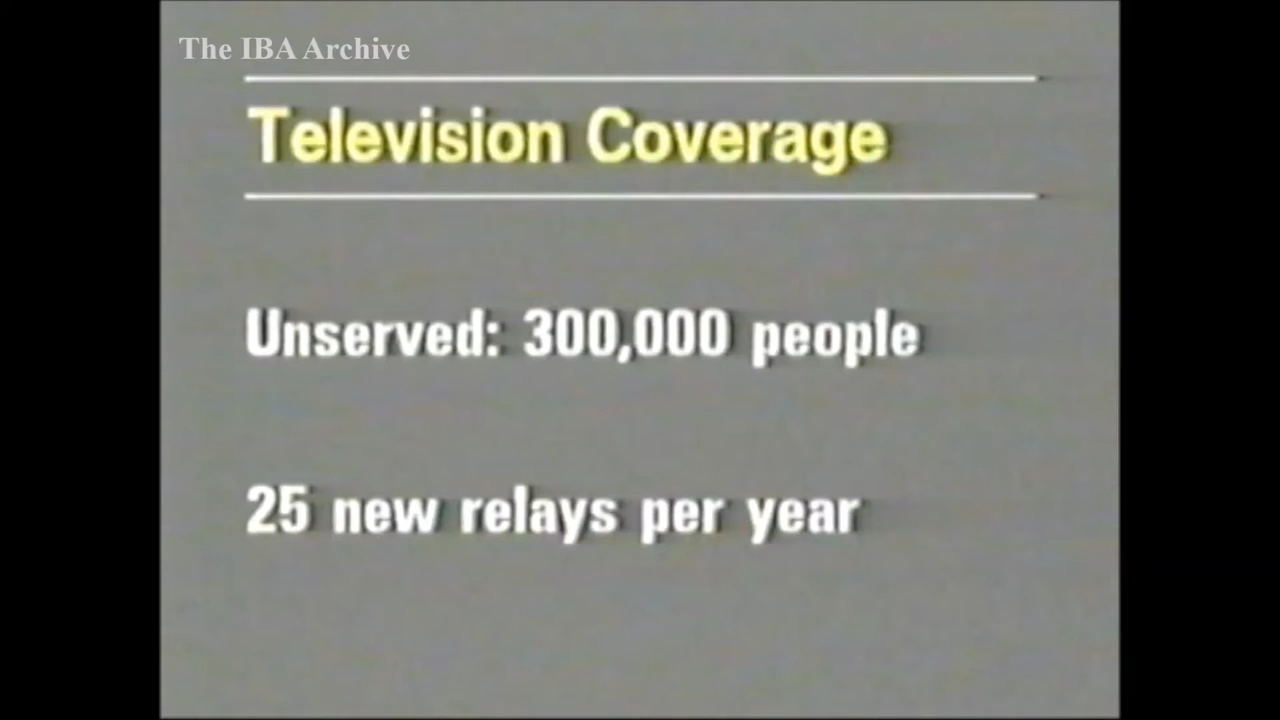 The IBA Archive
Television Coverage
Unserved: 300,000 people
25 new relays per year